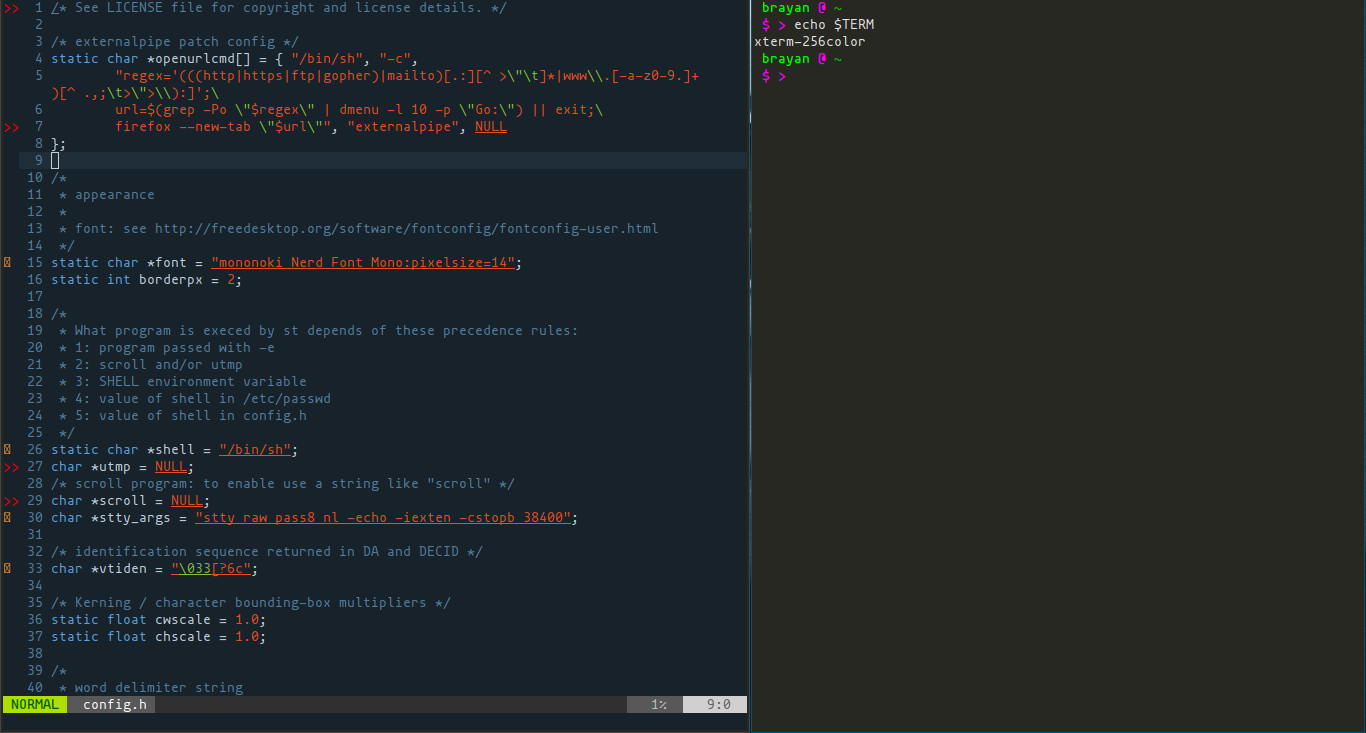 >> 1 /* See LICENSE file for copyright and license details. */
2
3 /* externalpipe patch config */
4 static char *openurlcmd[] = { "/bin/sh", "-c",
5         "regex='(((http|https|ftp|gopher)|mailto)[.:][^ >\"\t]*|www\\.[-a-z0-9.]+
)[^ .,;\t>\">\\):]';\
6         url=$(grep -Po \"$regex\" | dmenu -l 10 -p \"Go:\") || exit;\
>> 7         firefox --new-tab \"$url\"", "externalpipe", NULL
8 };
9
10 /*
11  * appearance
12  *
13  * font: see http://freedesktop.org/software/fontconfig/fontconfig-user.html
14  */
15 static char *font = "mononoki Nerd Font Mono:pixelsize=14";
16 static int borderpx = 2;
17
18 /*
19  * What program is execed by st depends of these precedence rules:
20  * 1: program passed with -e
21  * 2: scroll and/or utmp
22  * 3: SHELL environment variable
23  * 4: value of shell in /etc/passwd
24  * 5: value of shell in config.h
25  */
26 static char *shell = "/bin/sh";
>> 27 char *utmp = NULL;
28 /* scroll program: to enable use a string like "scroll" */
>> 29 char *scroll = NULL;
30 char *stty_args = "stty raw pass8 nl -echo -iexten -cstopb 38400";
31
32 /* identification sequence returned in DA and DECID */
33 char *vtiden = "\033[?6c";
34
35 /* Kerning / character bounding-box multipliers */
36 static float cwscale = 1.0;
37 static float chscale = 1.0;
38
39 /*
40  * word delimiter string
NORMAL config.h 1% 9:0
brayan @ ~
$ > echo $TERM
xterm-256color
brayan @ ~
$ >